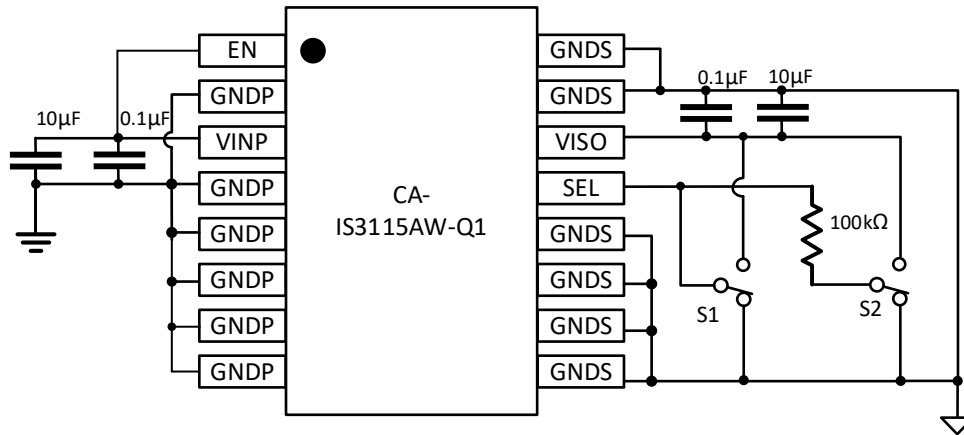 EN
GNDP
VINP
GNDP
GNDP
GNDP
GNDP
GNDP
10μF
0.1μF
CA-
IS3115AW-Q1
GNDS
GNDS
VISO
SEL
GNDS
GNDS
GNDS
GNDS
0.1μF
10μF
100kΩ
S1
S2